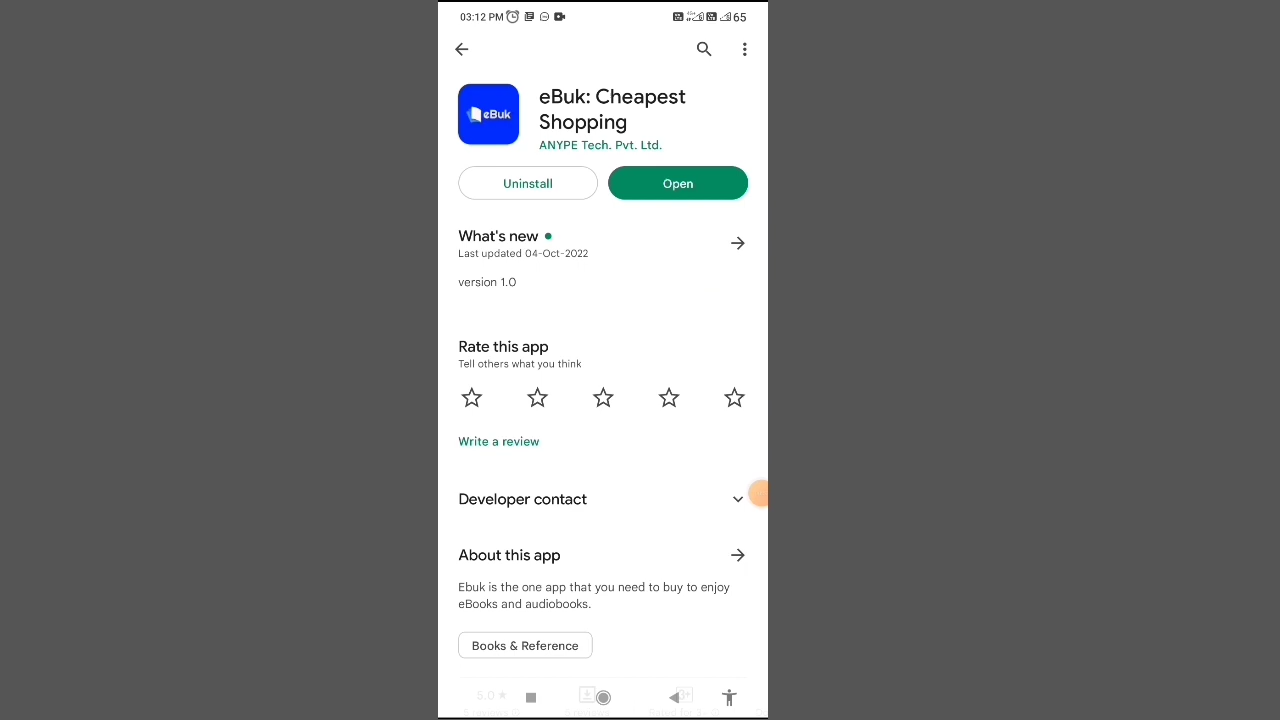 03:12 PM
65
eBuk
eBuk: Cheapest
Shopping
ANYPE Tech. Pvt. Ltd.
Uninstall
Open
What's new
Last updated 04-Oct-2022
version 1.0
Rate this app
Tell others what you think
Write a review
Developer contact
About this app
Ebuk is the one app that you need to buy to enjoy
eBooks and audiobooks.
Books & Reference
5.0 ★
3+